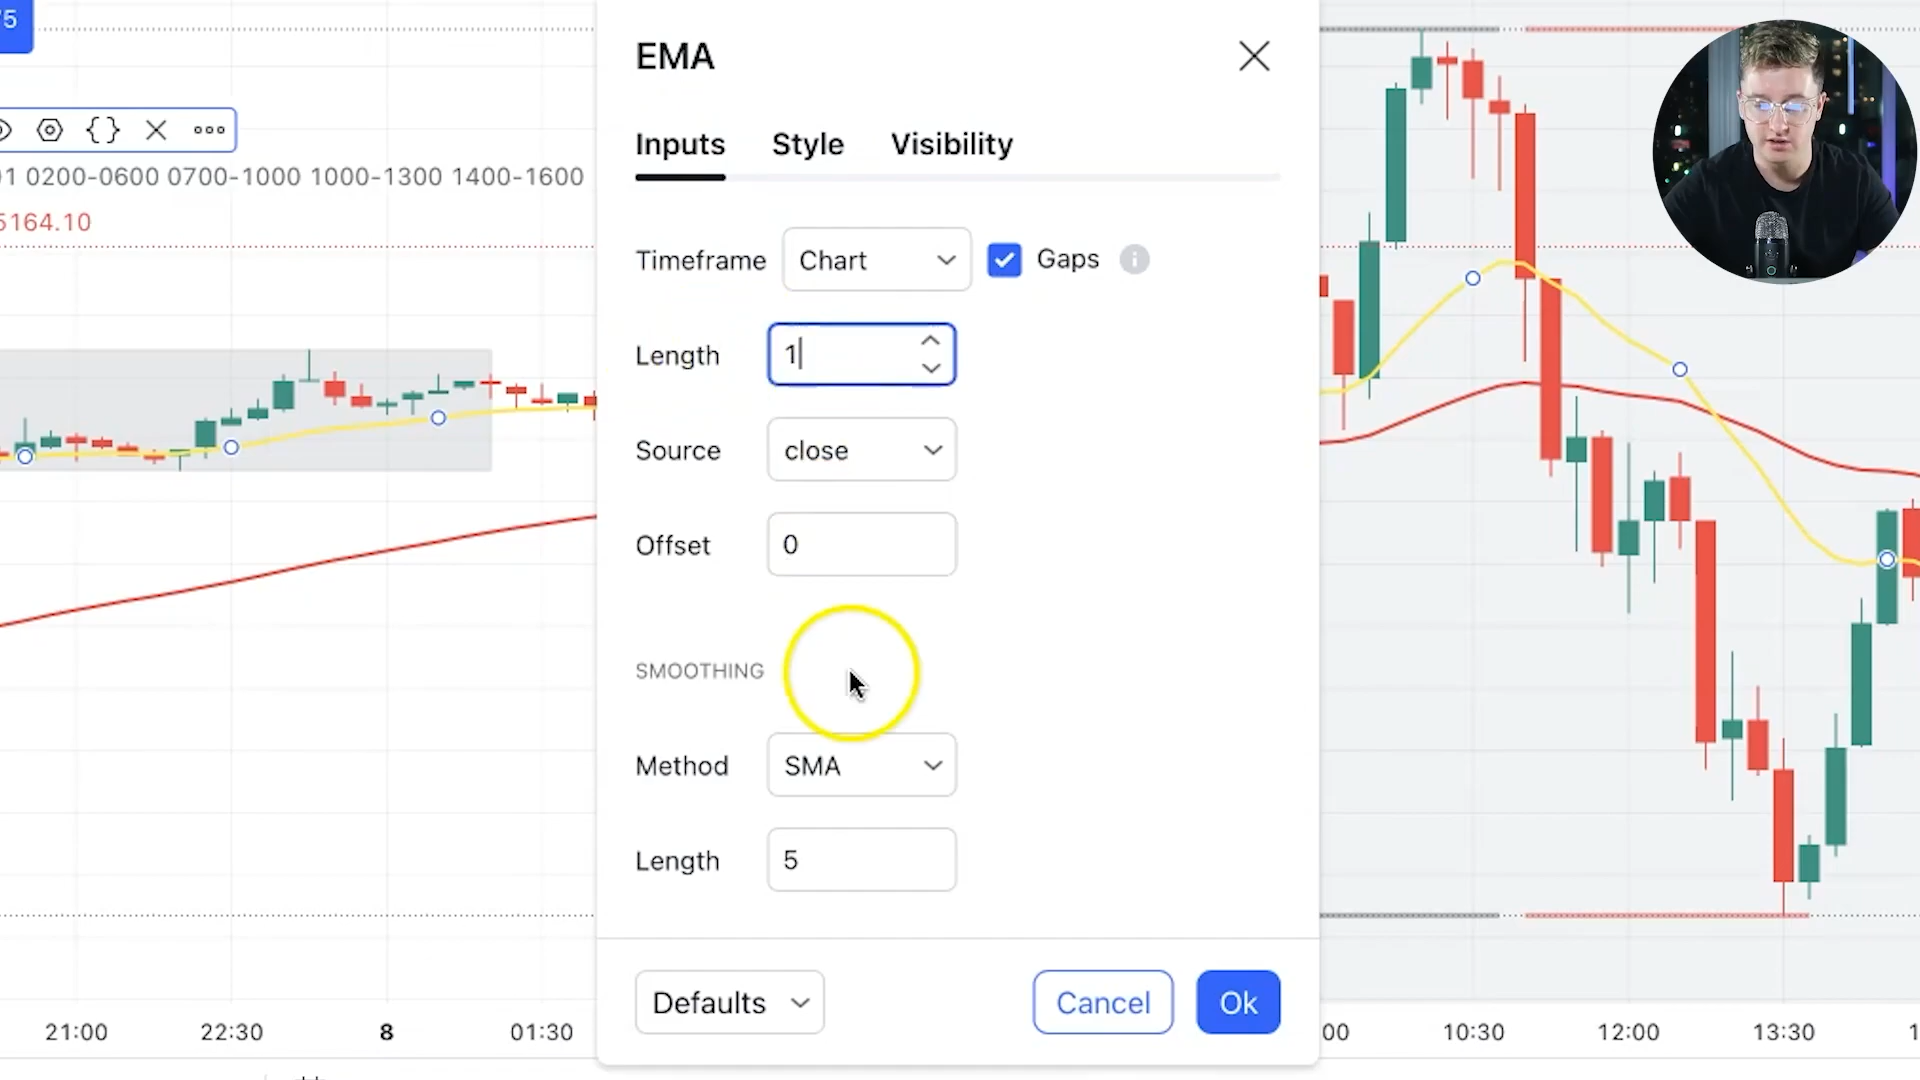 5
EMA
Inputs Style Visibility
0200-0600 0700-1000 1000-1300 1400-1600
5164.10
Timeframe Chart Gaps
Length 1
Source close
Offset 0
SMOOTHING
Method SMA
Length 5
Defaults Cancel Ok
21:00 22:30 8 01:30 00 10:30 12:00 13:30 1